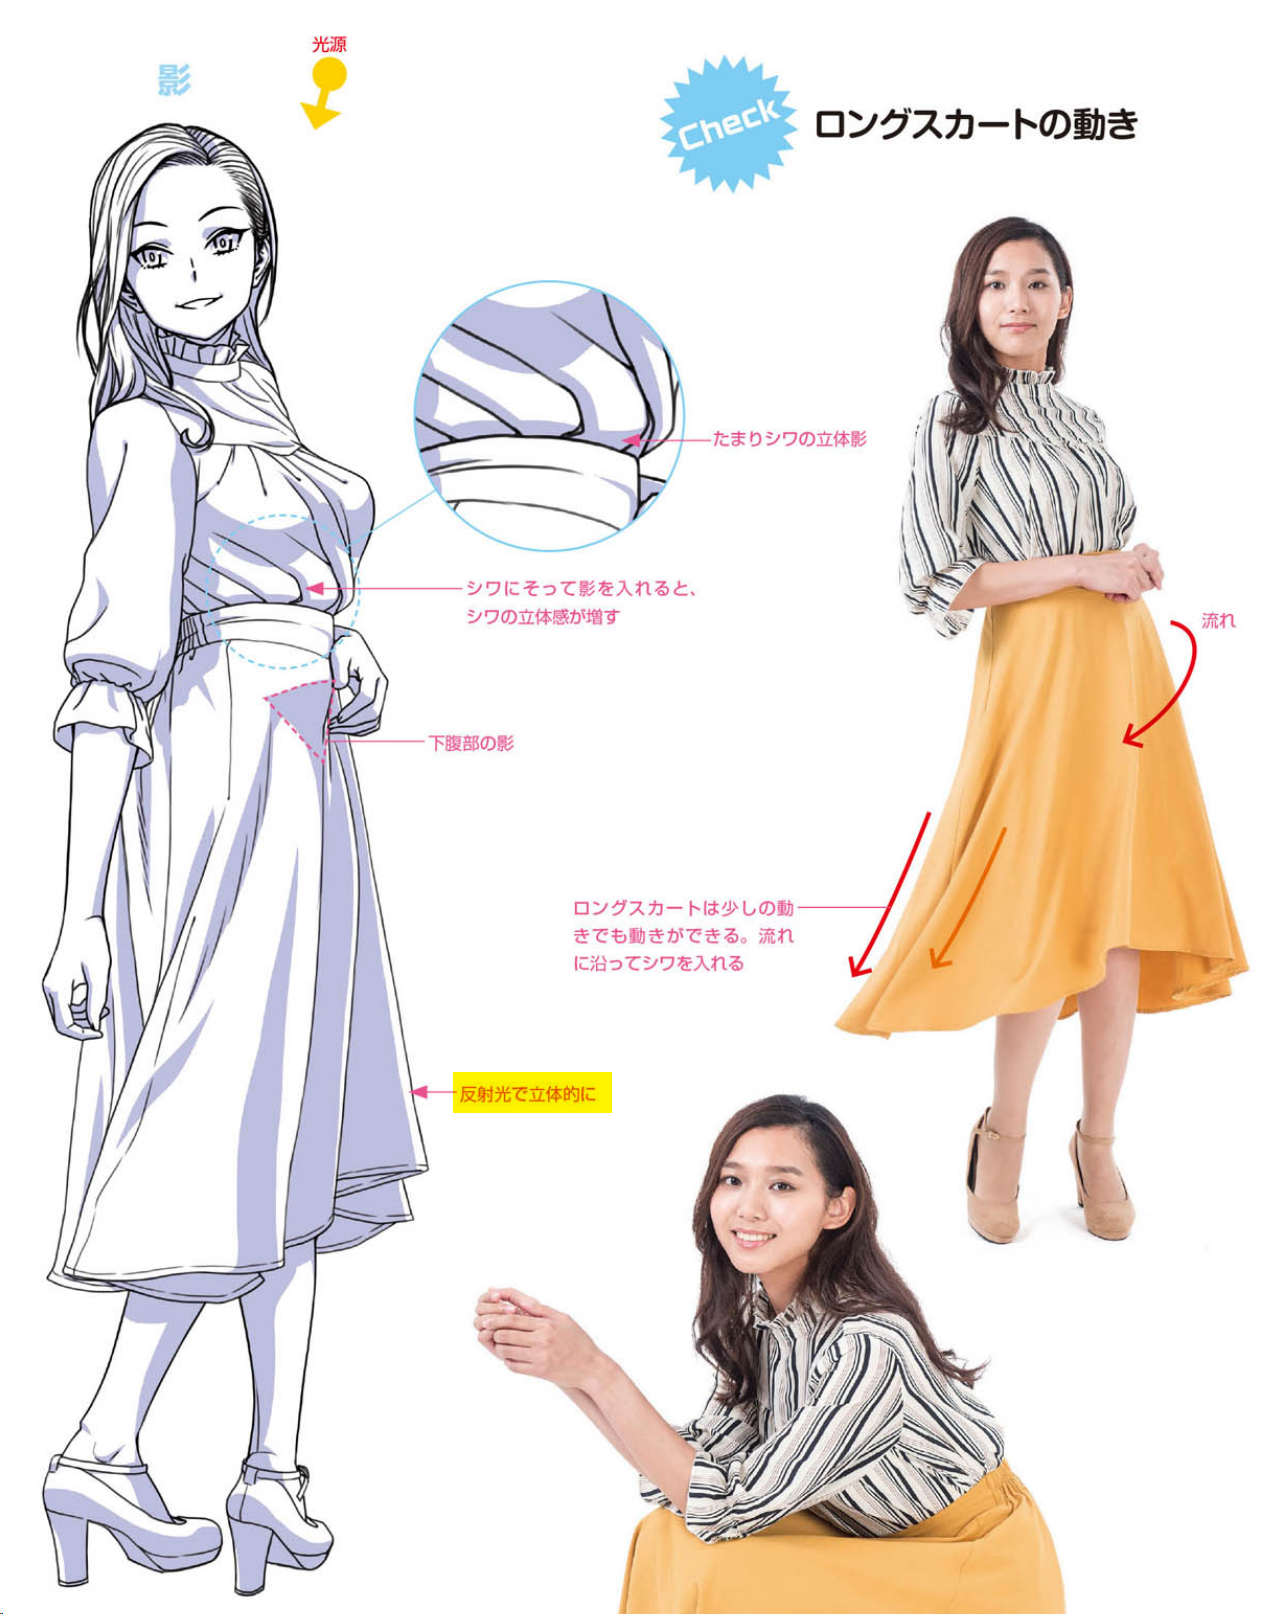 影
光源
Check
ロングスカートの動き
たまりシワの立体影
シワにそって影を入れると、
シワの立体感が増す
流れ
下腹部の影
ロングスカートは少しの動
きでも動きができる。流れ
に沿ってシワを入れる
反射光で立体的に